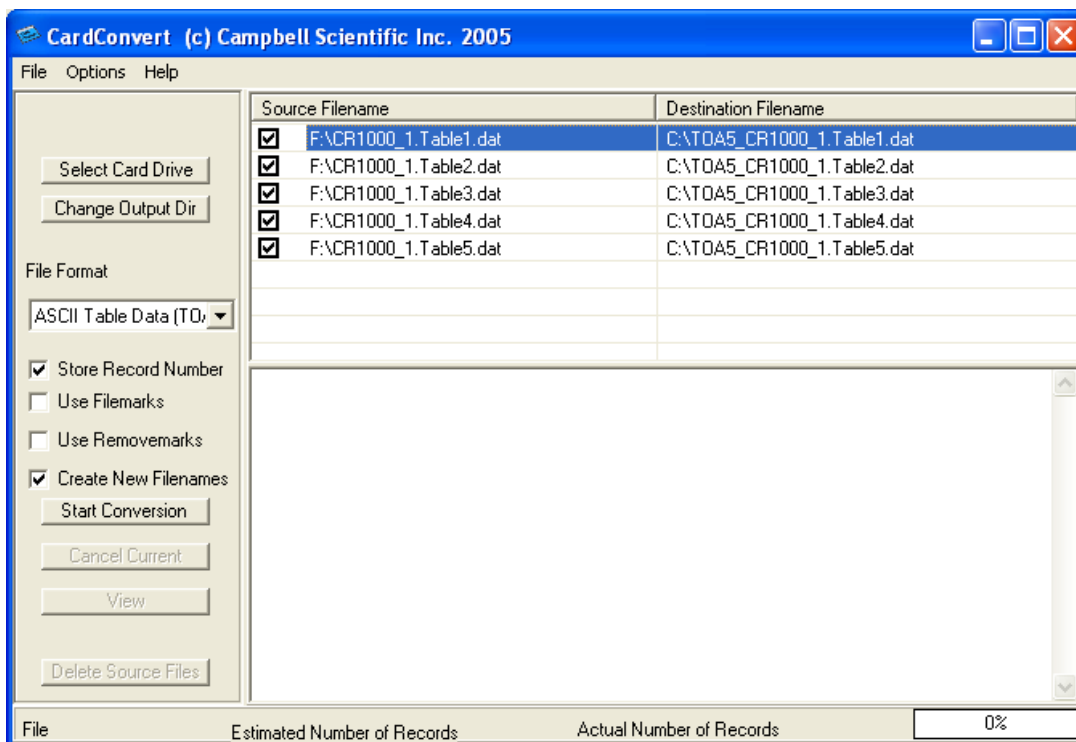 CardConvert (c) Campbell Scientific Inc. 2005
File Options Help
Select Card Drive
Change Output Dir
File Format
ASCII Table Data (TO
Store Record Number
Use Filemarks
Use Removemarks
Create New Filenames
Start Conversion
Cancel Current
View
Delete Source Files
Source Filename Destination Filename
F:\CR1000_1.Table1.dat C:\TOA5_CR1000_1.Table1.dat
F:\CR1000_1.Table2.dat C:\TOA5_CR1000_1.Table2.dat
F:\CR1000_1.Table3.dat C:\TOA5_CR1000_1.Table3.dat
F:\CR1000_1.Table4.dat C:\TOA5_CR1000_1.Table4.dat
F:\CR1000_1.Table5.dat C:\TOA5_CR1000_1.Table5.dat
File Estimated Number of Records Actual Number of Records 0%